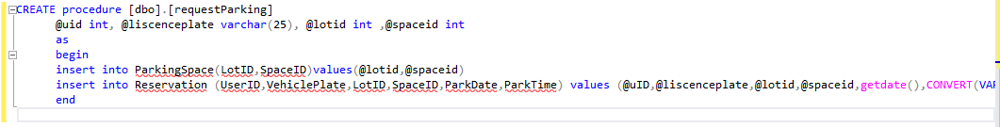 CREATE procedure [dbo].[requestParking]
@uid int, @liscenceplate varchar(25), @lotid int ,@spaceid int
as
begin
insert into ParkingSpace(LotID,SpaceID)values(@lotid,@spaceid)
insert into Reservation (UserID,VehiclePlate,LotID,SpaceID,ParkDate,ParkTime) values (@uID,@liscenceplate,@lotid,@spaceid,getdate(),CONVERT(VAR
end